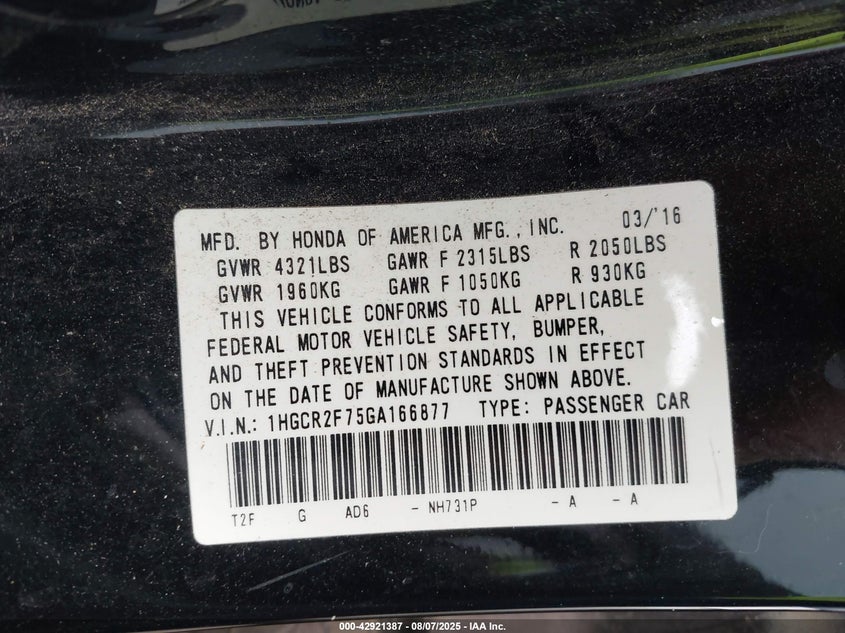 MFD. BY HONDA OF AMERICA MFG., INC. 03/'16
GVWR 4321LBS GAWR F 2315LBS R 2050LBS
GVWR 1960KG GAWR F 1050KG R 930KG
THIS VEHICLE CONFORMS TO ALL APPLICABLE
FEDERAL MOTOR VEHICLE SAFETY, BUMPER,
AND THEFT PREVENTION STANDARDS IN EFFECT
ON THE DATE OF MANUFACTURE SHOWN ABOVE.
V.I.N.: 1HGCR2F75GA166877 TYPE: PASSENGER CAR
T2F G AD6 - NH731P - A - A
000-42921387 - 08/07/2025 - IAA Inc.